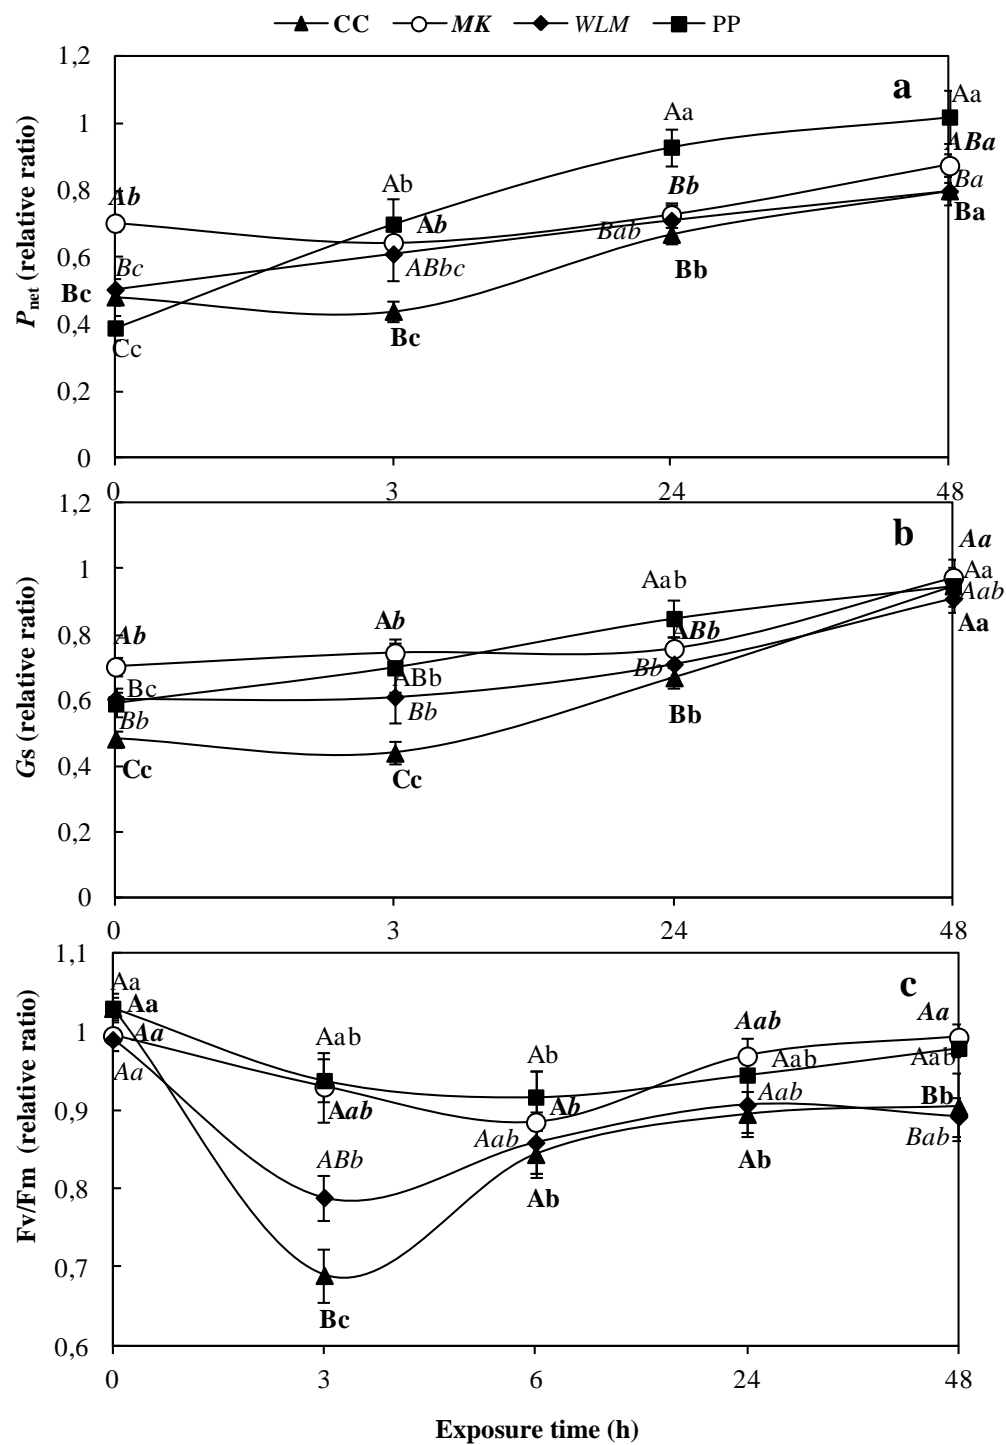 CC MK WLM PP
1,2
1
0,8
0,6
0,4
0,2
0
Pnet (relative ratio)
a
Ab
Bc
Bc
Cc
Ab
Ab
ABbc
Bc
Aa
Bb
Bab
Bb
Aa
ABa
Ba
Ba
0 3 24 48
1,2
1
0,8
0,6
0,4
0,2
0
Gs (relative ratio)
b
Ab
Bc
Bb
Cc
Ab
ABb
Bb
Cc
Aab
ABb
Bb
Bb
Aa
Aa
Aab
Aa
0 3 24 48
1,1
1
0,9
0,8
0,7
0,6
Fv/Fm (relative ratio)
c
Aa
Aa
Aa
Aa
Aab
Aab
ABb
Bc
Ab
Ab
Aab
Ab
Aab
Aab
Aab
Ab
Aa
Aab
Bb
Bab
0 3 6 24 48
Exposure time (h)